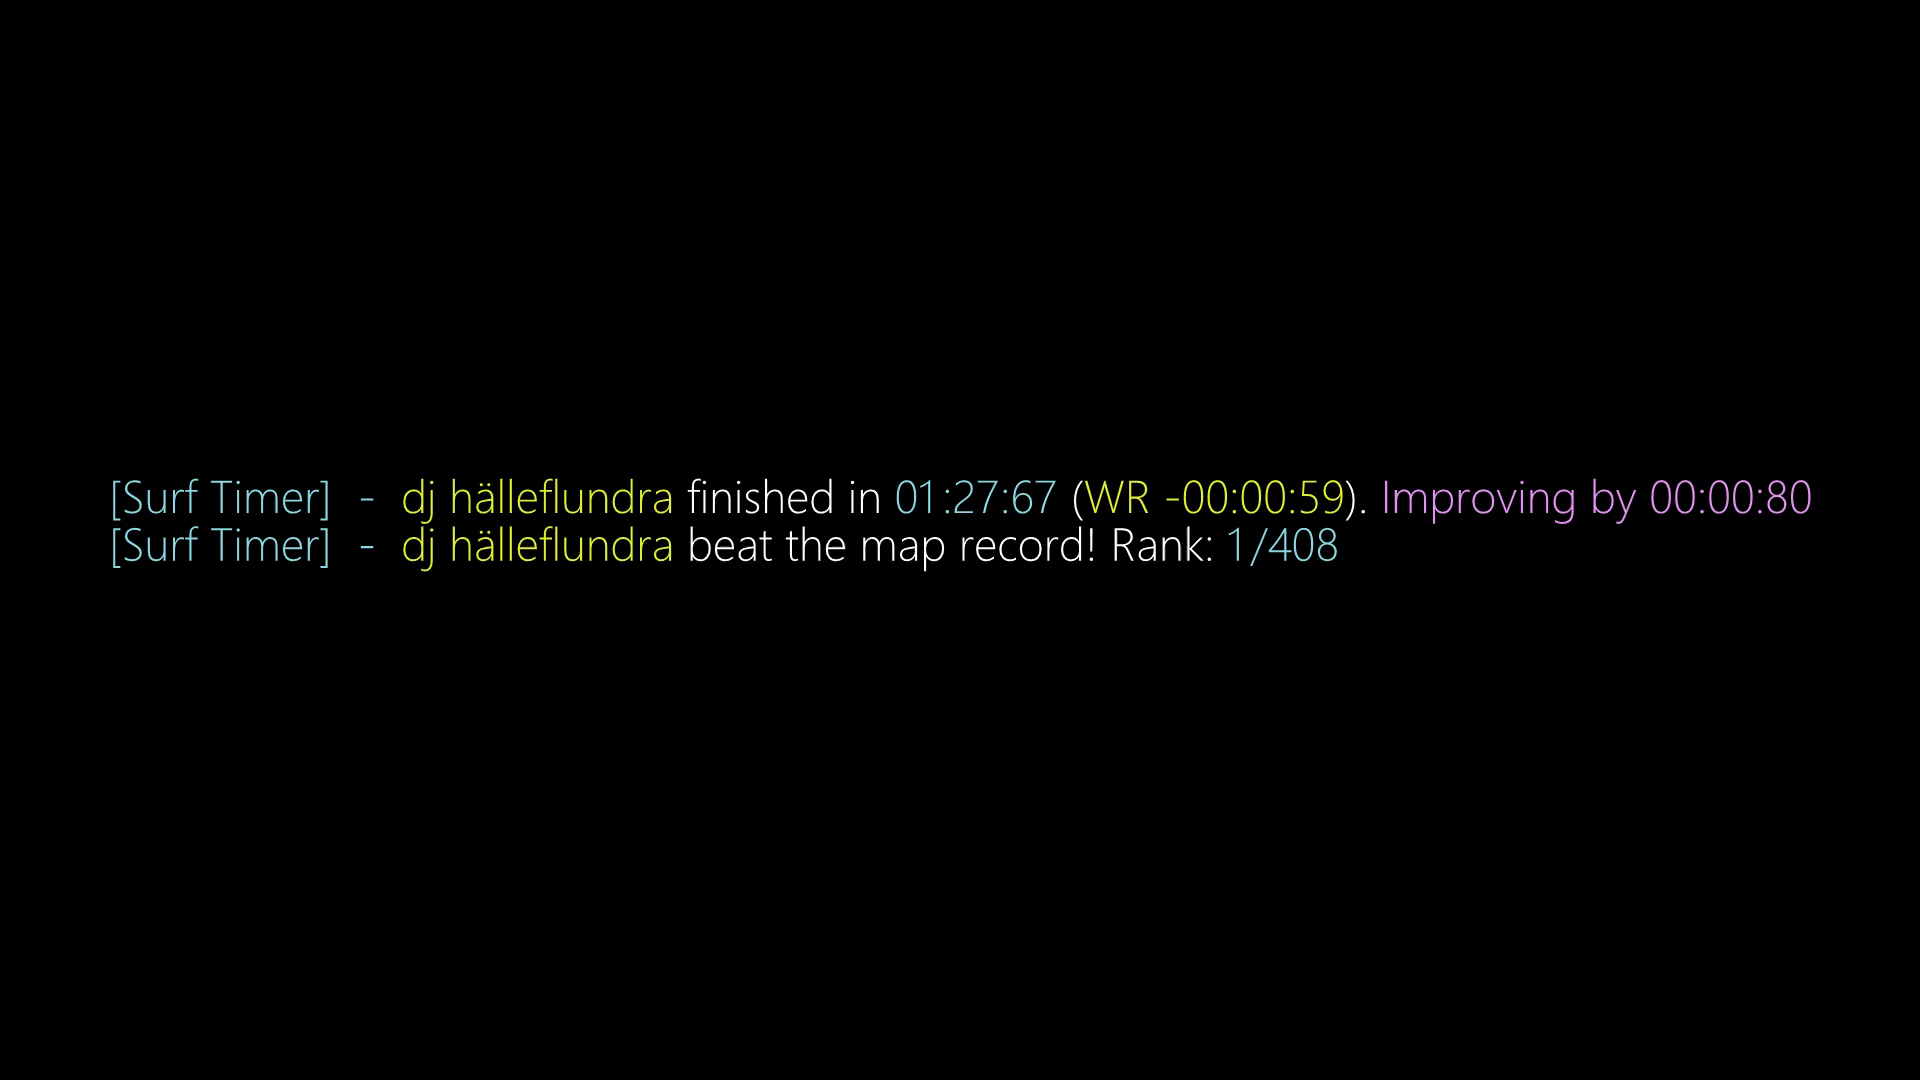 [Surf Timer] - dj hälleflundra finished in 01:27:67 (WR -00:00:59). Improving by 00:00:80
[Surf Timer] - dj hälleflundra beat the map record! Rank: 1/408